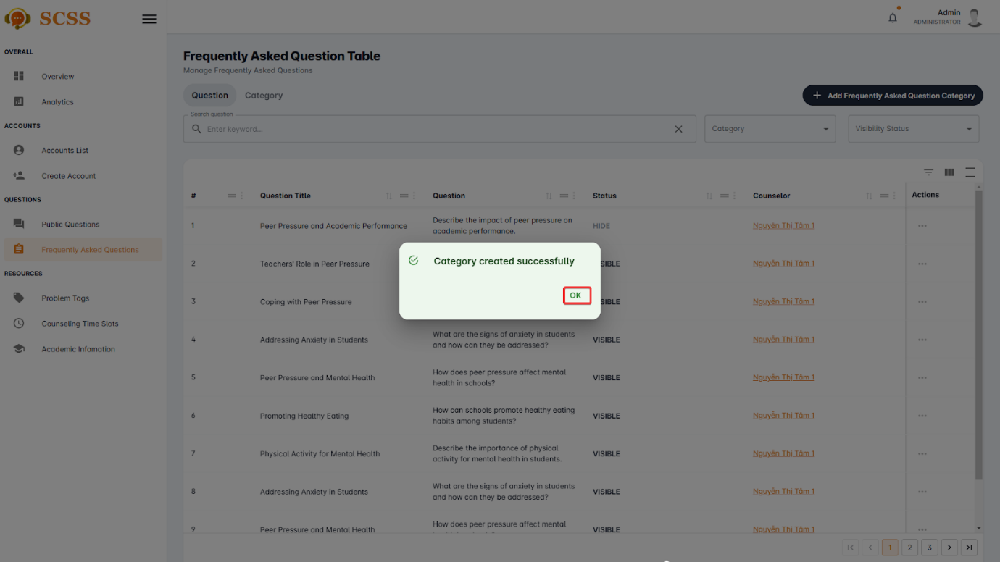 SCSS
Admin
ADMINISTRATOR
OVERALL
Overview
Analytics
ACCOUNTS
Accounts List
Create Account
QUESTIONS
Public Questions
Frequently Asked Questions
RESOURCES
Problem Tags
Counseling Time Slots
Academic Infomation
Frequently Asked Question Table
Manage Frequently Asked Questions
Question Category
+ Add Frequently Asked Question Category
Search question
Enter keyword...
Category
Visibility Status
# Question Title Question Status Counselor Actions
1 Peer Pressure and Academic Performance
Describe the impact of peer pressure on
academic performance.
HIDE Nguyễn Thị Tâm 1 ...
2 Teachers' Role in Peer Pressure
Nguyễn Thị Tâm 1 ...
3 Coping with Peer Pressure
Nguyễn Thị Tâm 1 ...
Category created successfully
OK
4 Addressing Anxiety in Students
What are the signs of anxiety in students
and how can they be addressed?
VISIBLE Nguyễn Thị Tâm 1 ...
5 Peer Pressure and Mental Health
How does peer pressure affect mental
health in schools?
VISIBLE Nguyễn Thị Tâm 1 ...
6 Promoting Healthy Eating
How can schools promote healthy eating
habits among students?
VISIBLE Nguyễn Thị Tâm 1 ...
7 Physical Activity for Mental Health
Describe the importance of physical
activity for mental health in students.
VISIBLE Nguyễn Thị Tâm 1 ...
8 Addressing Anxiety in Students
What are the signs of anxiety in students
and how can they be addressed?
VISIBLE Nguyễn Thị Tâm 1 ...
9 Peer Pressure and Mental Health
How does peer pressure affect mental
VISIBLE Nguyễn Thị Tâm 1 ...
1 2 3